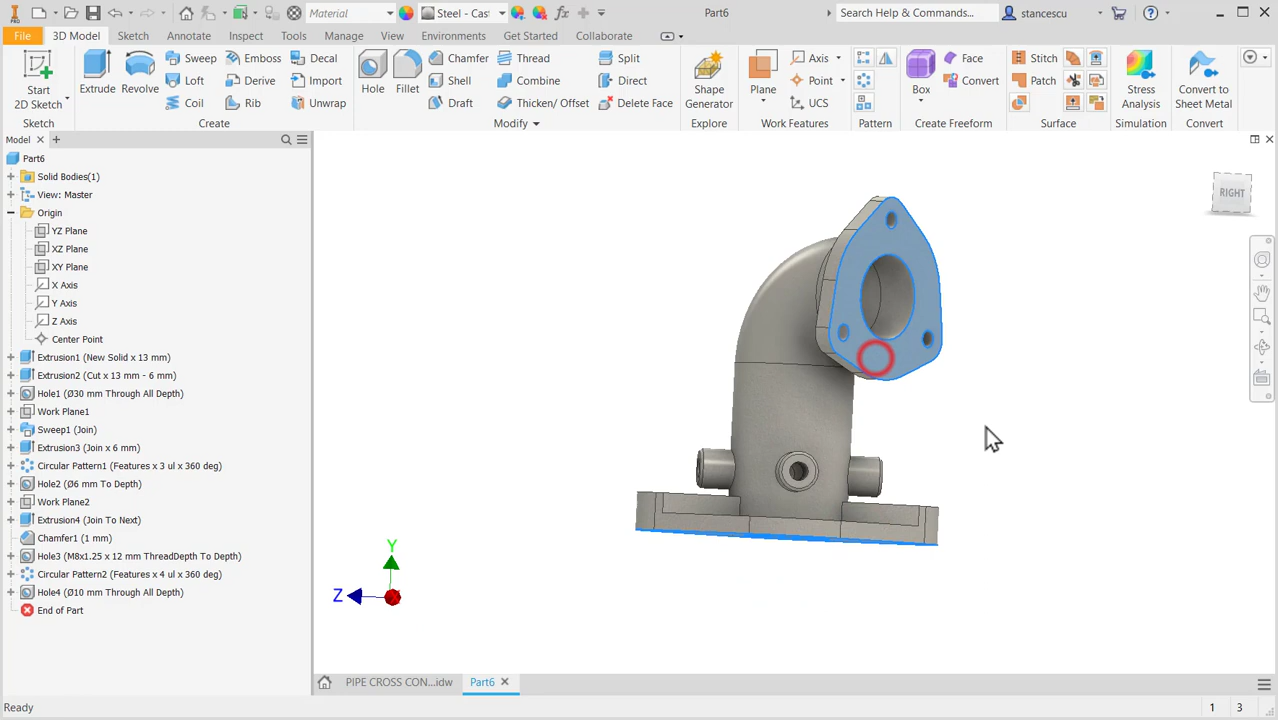 PRO
Material
Steel - Cas
fx
Part6
Search Help & Commands...
stancescu
File
3D Model
Sketch
Annotate
Inspect
Tools
Manage
View
Environments
Get Started
Collaborate
Start
2D Sketch
Extrude
Revolve
Sweep
Loft
Coil
Emboss
Derive
Rib
Decal
Import
Unwrap
Hole
Fillet
Chamfer
Shell
Draft
Thread
Combine
Thicken/ Offset
Split
Direct
Delete Face
Shape
Generator
Plane
Axis
Point
UCS
Box
Face
Convert
Stitch
Patch
Stress
Analysis
Convert to
Sheet Metal
Sketch
Create
Modify
Explore
Work Features
Pattern
Create Freeform
Surface
Simulation
Convert
Model
Part6
Solid Bodies(1)
View: Master
Origin
YZ Plane
XZ Plane
XY Plane
X Axis
Y Axis
Z Axis
Center Point
Extrusion1 (New Solid x 13 mm)
Extrusion2 (Cut x 13 mm - 6 mm)
Hole1 (Ø30 mm Through All Depth)
Work Plane1
Sweep1 (Join)
Extrusion3 (Join x 6 mm)
Circular Pattern1 (Features x 3 ul x 360 deg)
Hole2 (Ø6 mm To Depth)
Work Plane2
Extrusion4 (Join To Next)
Chamfer1 (1 mm)
Hole3 (M8x1.25 x 12 mm ThreadDepth To Depth)
Circular Pattern2 (Features x 4 ul x 360 deg)
Hole4 (Ø10 mm Through All Depth)
End of Part
RIGHT
Y
Z
PIPE CROSS CON...idw
Part6
Ready
1
3